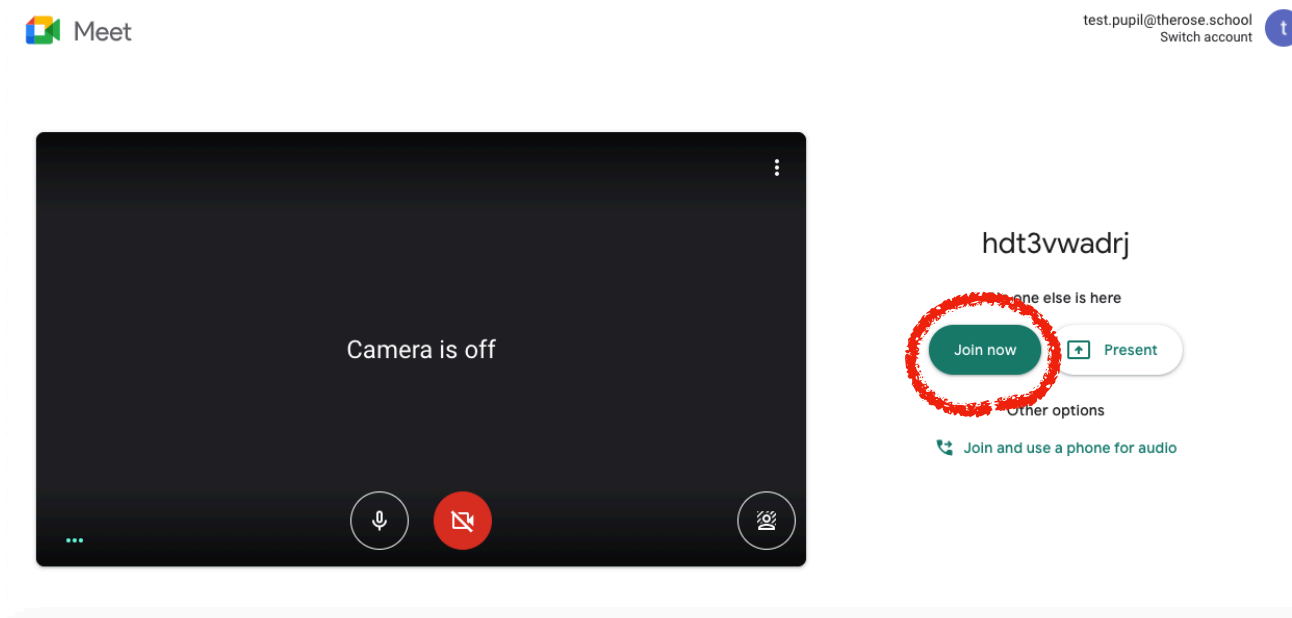 Meet
test.pupil@therose.school
Switch account
t
hdt3vwadrj
one else is here
Camera is off
Join now
Present
Other options
Join and use a phone for audio